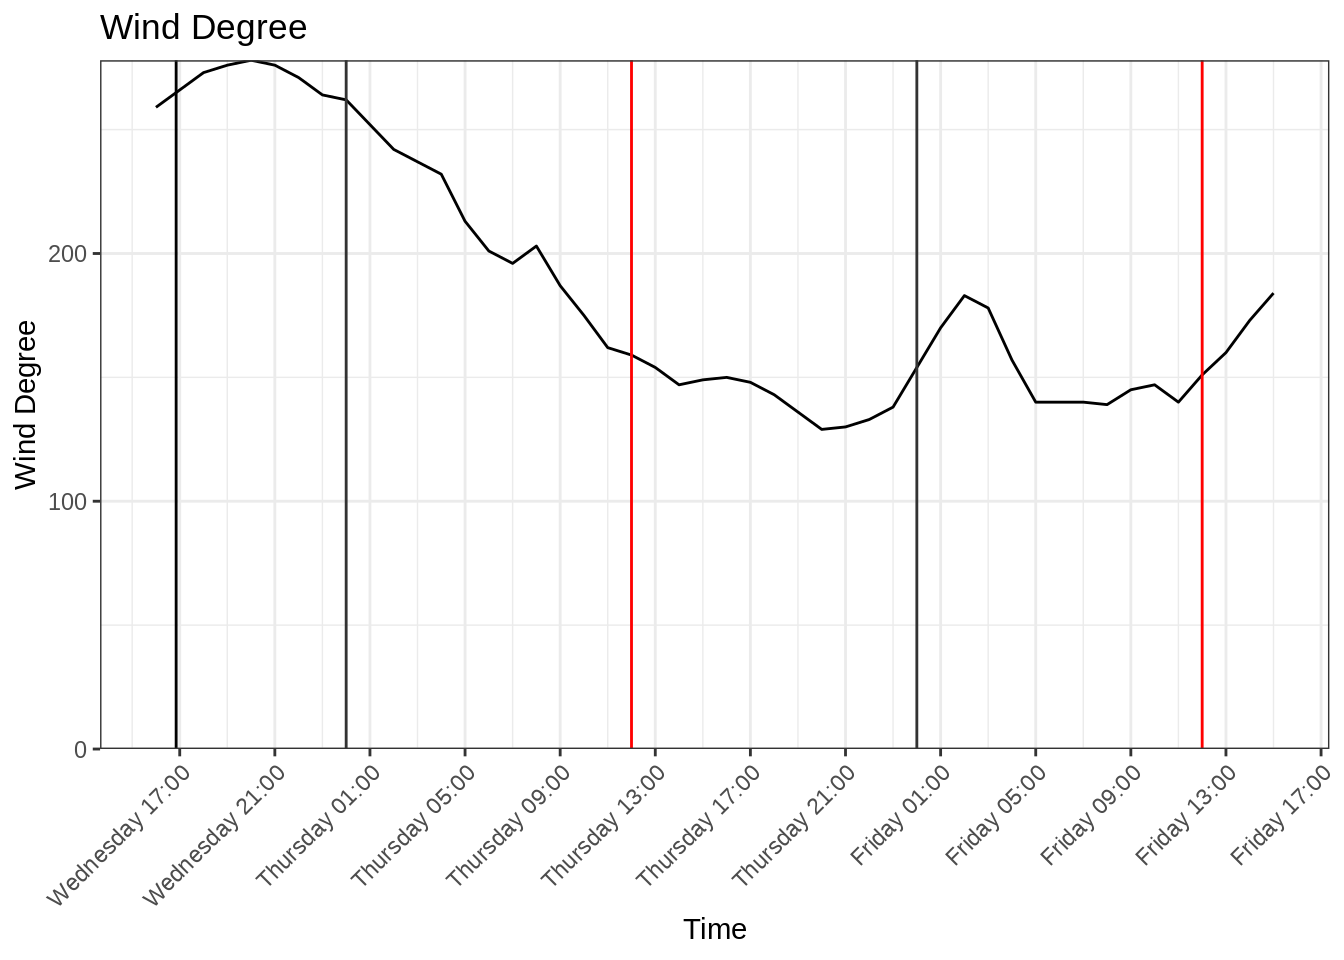 Wind Degree
Wind Degree
200
100
0
Wednesday 17:00
Wednesday 21:00
Thursday 01:00
Thursday 05:00
Thursday 09:00
Thursday 13:00
Thursday 17:00
Thursday 21:00
Friday 01:00
Friday 05:00
Friday 09:00
Friday 13:00
Friday 17:00
Time